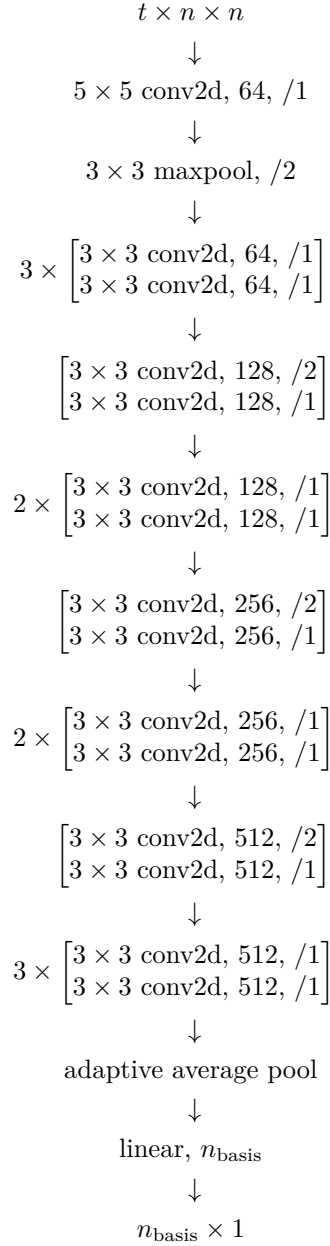 t × n × n
↓
5 × 5 conv2d, 64, /1
↓
3 × 3 maxpool, /2
↓
3 × [3 × 3 conv2d, 64, /1
3 × 3 conv2d, 64, /1]
↓
[3 × 3 conv2d, 128, /2
3 × 3 conv2d, 128, /1]
↓
2 × [3 × 3 conv2d, 128, /1
3 × 3 conv2d, 128, /1]
↓
[3 × 3 conv2d, 256, /2
3 × 3 conv2d, 256, /1]
↓
2 × [3 × 3 conv2d, 256, /1
3 × 3 conv2d, 256, /1]
↓
[3 × 3 conv2d, 512, /2
3 × 3 conv2d, 512, /1]
↓
3 × [3 × 3 conv2d, 512, /1
3 × 3 conv2d, 512, /1]
↓
adaptive average pool
↓
linear, n_basis
↓
n_basis × 1